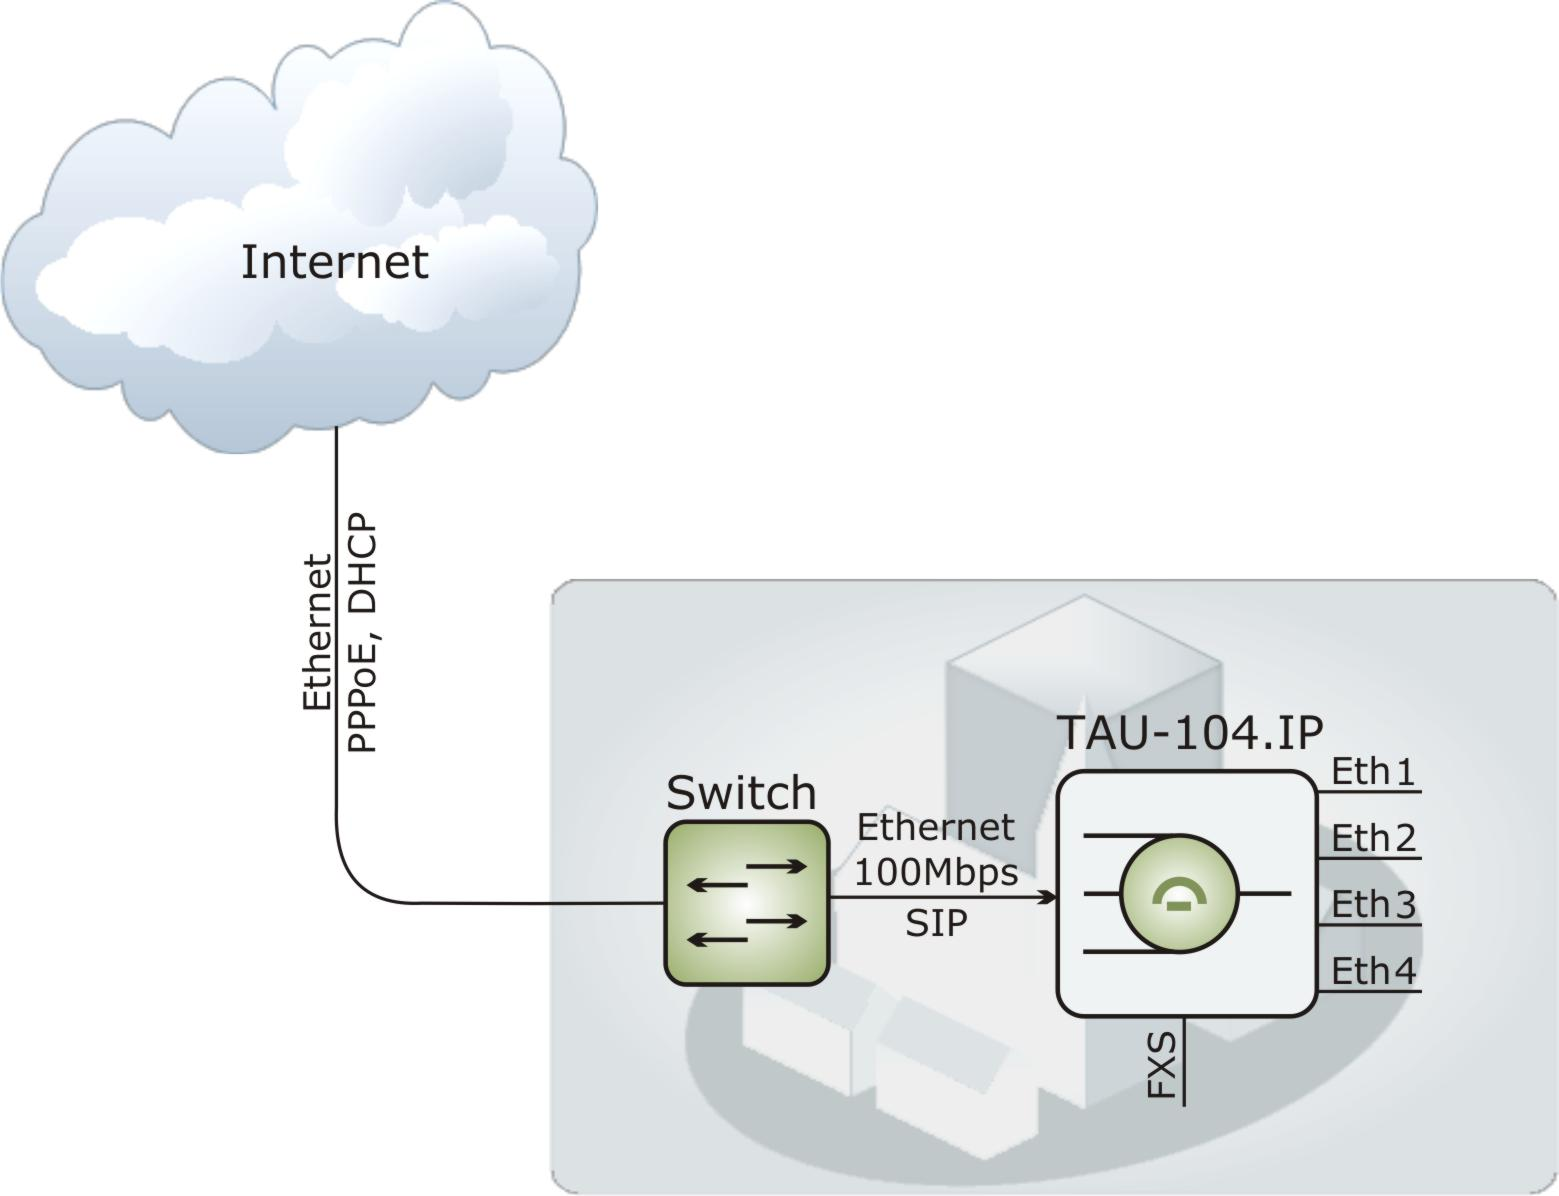 Internet
Ethernet
PPPoE, DHCP
TAU-104.IP
Switch
Ethernet
100Mbps
SIP
Eth1
Eth2
Eth3
Eth4
FXS